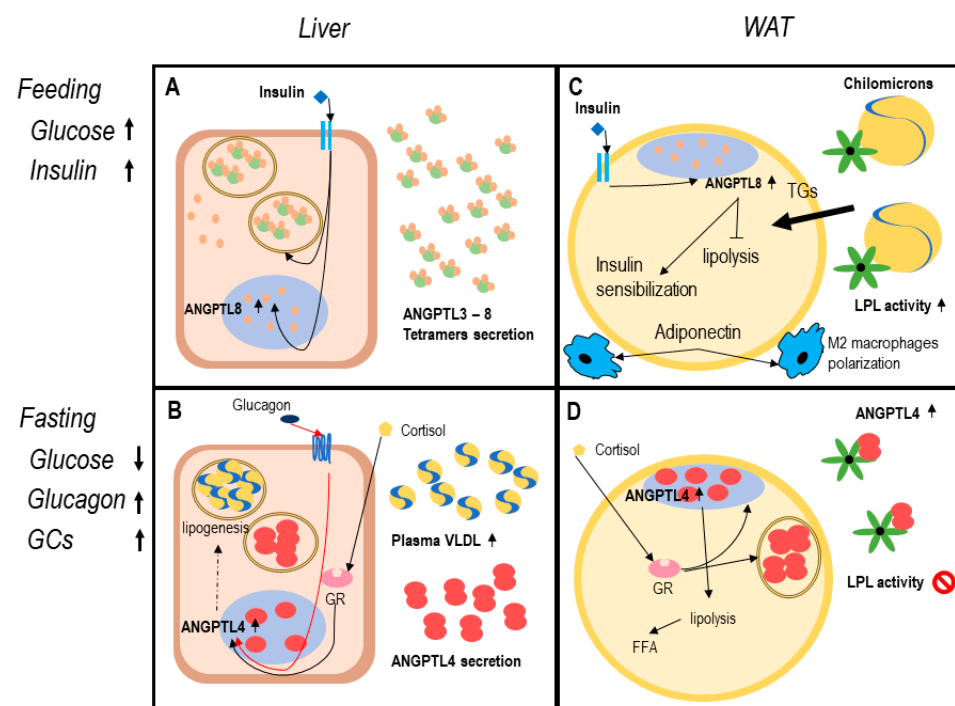 Liver
WAT
Feeding
Glucose
Insulin
A
Insulin
ANGPTL8
ANGPTL3 – 8
Tetramers secretion
C
Insulin
Chilomicrons
ANGPTL8
TGs
lipolysis
Insulin
sensibilization
LPL activity
Adiponectin
M2 macrophages
polarization
Fasting
Glucose
Glucagon
GCs
B
Glucagon
Cortisol
lipogenesis
Plasma VLDL
GR
ANGPTL4
ANGPTL4 secretion
D
ANGPTL4
Cortisol
ANGPTL4
GR
LPL activity
lipolysis
FFA